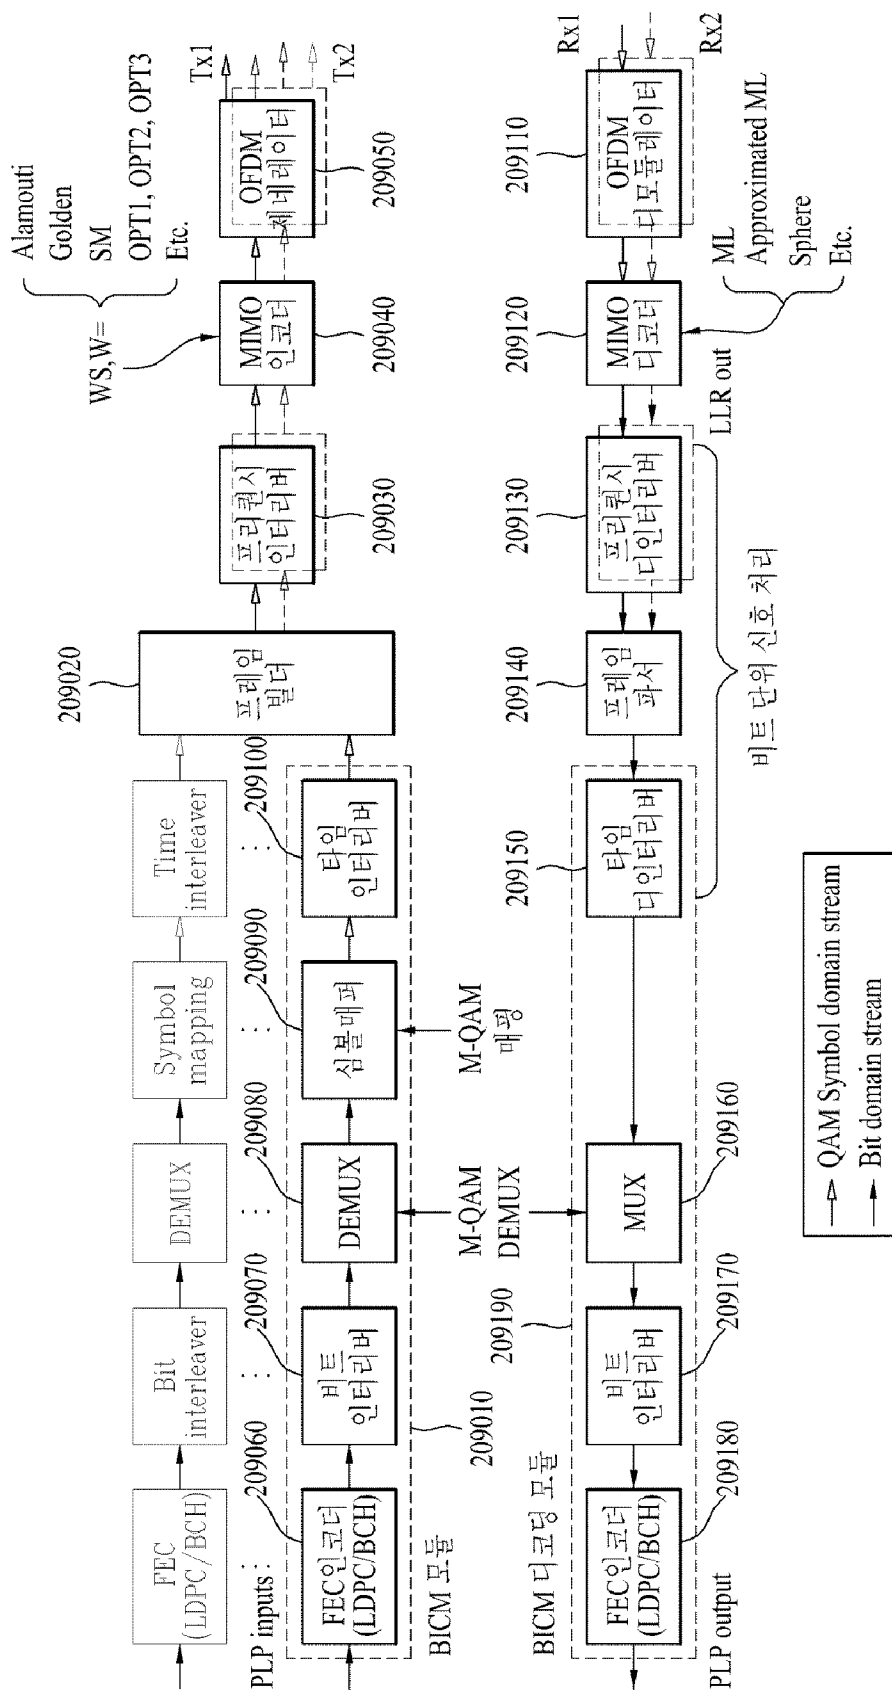 FEC
(LDPC/BCH)
Bit
interleaver
DEMUX
Symbol
mapping
Time
interleaver
PLP inputs
209060
209070
209080
209090
209100
209020
FEC인코더
(LDPC/BCH)
비트
인터리버
DEMUX
심볼매퍼
타임
인터리버
프레임
빌더
프리퀀시
인터리버
209030
MIMO
인코더
209040
OFDM
제네레이터
209050
Tx1
Tx2
WS,W=
Alamouti
Golden
SM
OPT1, OPT2, OPT3
Etc.
BICM 모듈
209010
M-QAM
DEMUX
M-QAM
매핑
BICM 디코딩 모듈
209190
209150
209140
209130
209120
209110
Rx1
Rx2
FEC인코더
(LDPC/BCH)
비트
인터리버
MUX
타임
디인터리버
프레임
파서
프리퀀시
디인터리버
MIMO
디코더
OFDM
디모듈레이터
PLP output
209180
209170
209160
LLR out
ML
Approximated ML
Sphere
Etc.
비트 단위 신호 처리
QAM Symbol domain stream
Bit domain stream